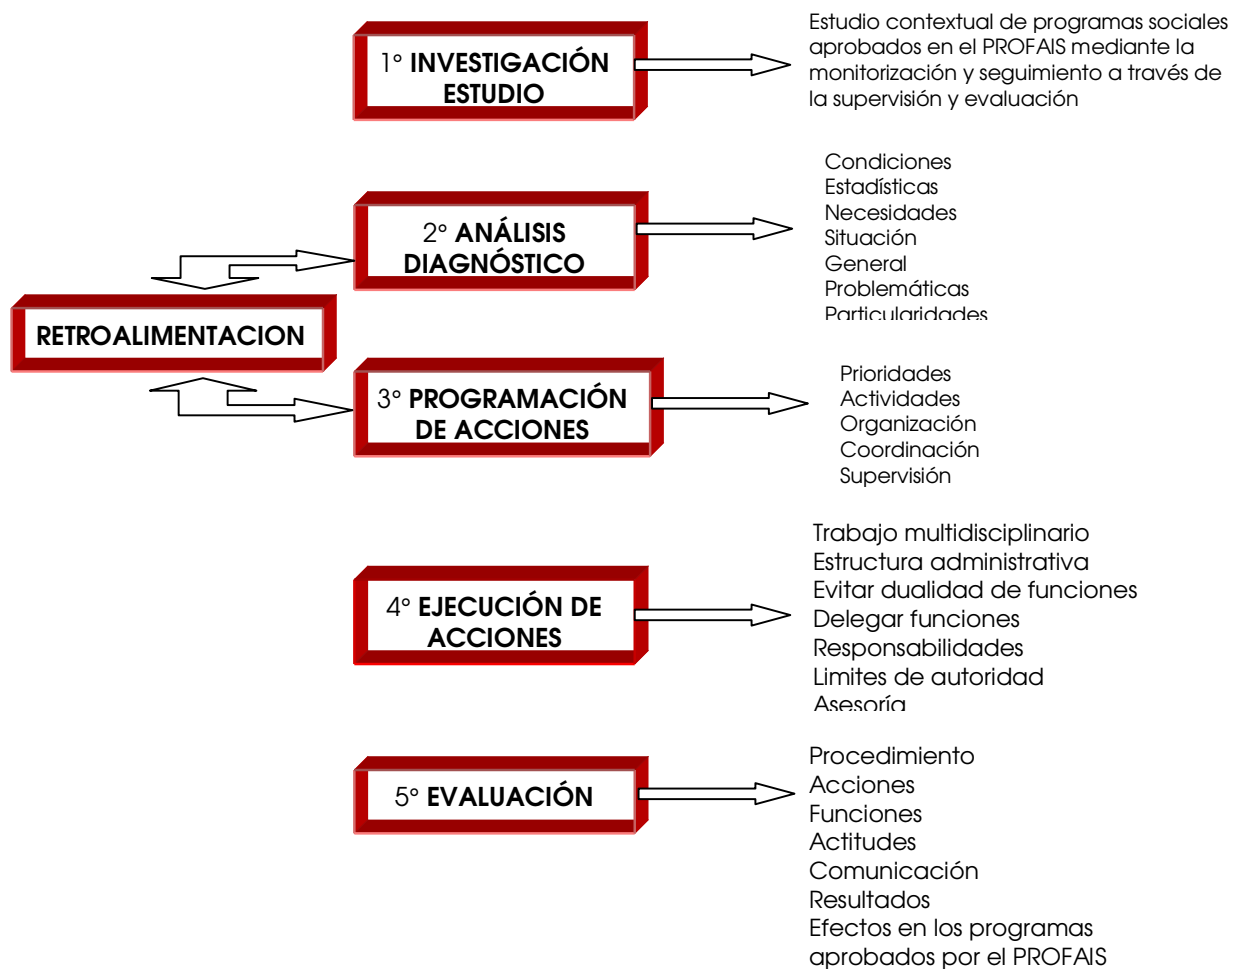 1° INVESTIGACIÓN
ESTUDIO
Estudio contextual de programas sociales
aprobados en el PROFAIS mediante la
monitorización y seguimiento a través de
la supervisión y evaluación
2° ANÁLISIS
DIAGNÓSTICO
Condiciones
Estadísticas
Necesidades
Situación
General
Problemáticas
Particularidades
RETROALIMENTACION
3° PROGRAMACIÓN
DE ACCIONES
Prioridades
Actividades
Organización
Coordinación
Supervisión
4° EJECUCIÓN DE
ACCIONES
Trabajo multidisciplinario
Estructura administrativa
Evitar dualidad de funciones
Delegar funciones
Responsabilidades
Limites de autoridad
Asesoría
5° EVALUACIÓN
Procedimiento
Acciones
Funciones
Actitudes
Comunicación
Resultados
Efectos en los programas
aprobados por el PROFAIS